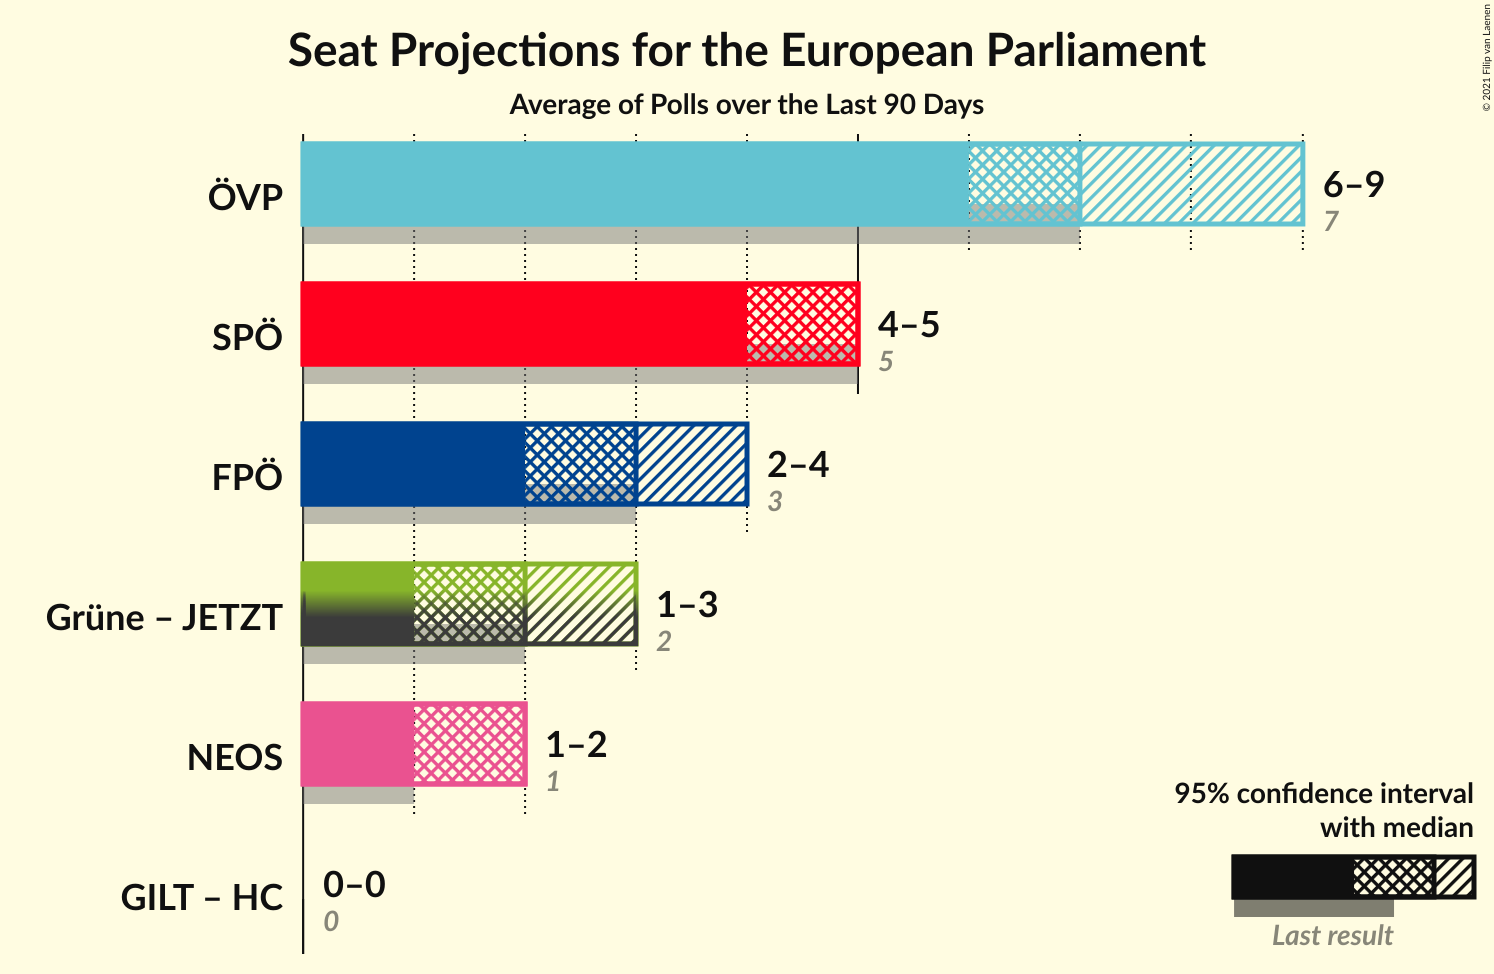 Seat Projections for the European Parliament
Average of Polls over the Last 90 Days
© 2021 Filip van Laenen
ÖVP
6–9
7
SPÖ
4–5
5
FPÖ
2–4
3
Grüne – JETZT
1–3
2
NEOS
1–2
1
GILT – HC
0–0
0
95% confidence interval
with median
Last result